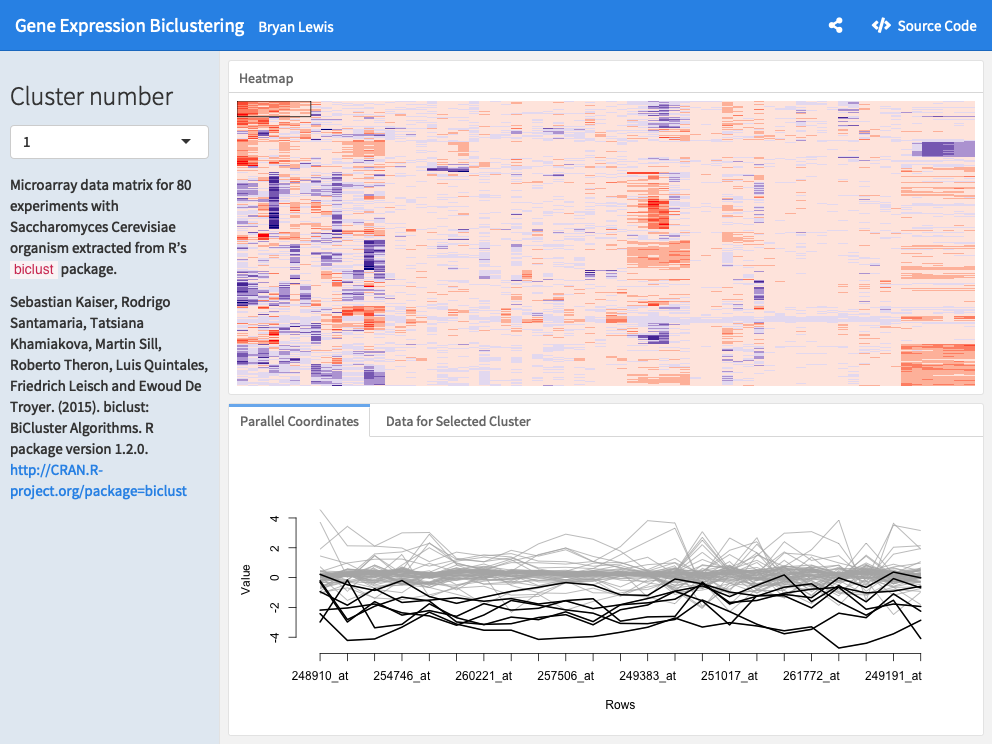 Gene Expression Biclustering Bryan Lewis Source Code
Cluster number
1
Microarray data matrix for 80
experiments with
Saccharomyces Cerevisiae
organism extracted from R’s
biclust package.
Sebastian Kaiser, Rodrigo
Santamaria, Tatsiana
Khamiakova, Martin Sill,
Roberto Theron, Luis Quintales,
Friedrich Leisch and Ewoud De
Troyer. (2015). biclust:
BiCluster Algorithms. R
package version 1.2.0.
http://CRAN.R-
project.org/package=biclust
Heatmap
Parallel Coordinates Data for Selected Cluster
Value
4
2
0
-2
-4
248910_at 254746_at 260221_at 257506_at 249383_at 251017_at 261772_at 249191_at
Rows